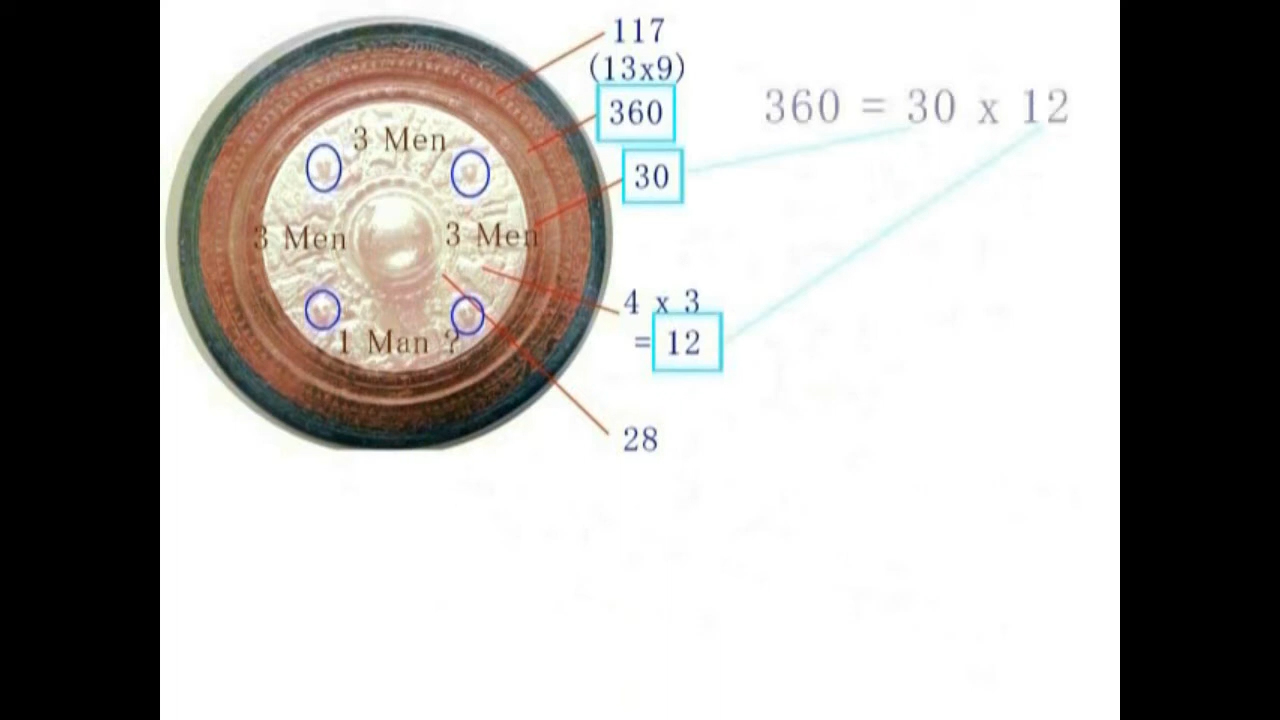 117
(13x9)
360
360 = 30 x 12
30
3 Men
3 Men
3 Men
4 x 3
= 12
1 Man ?
28